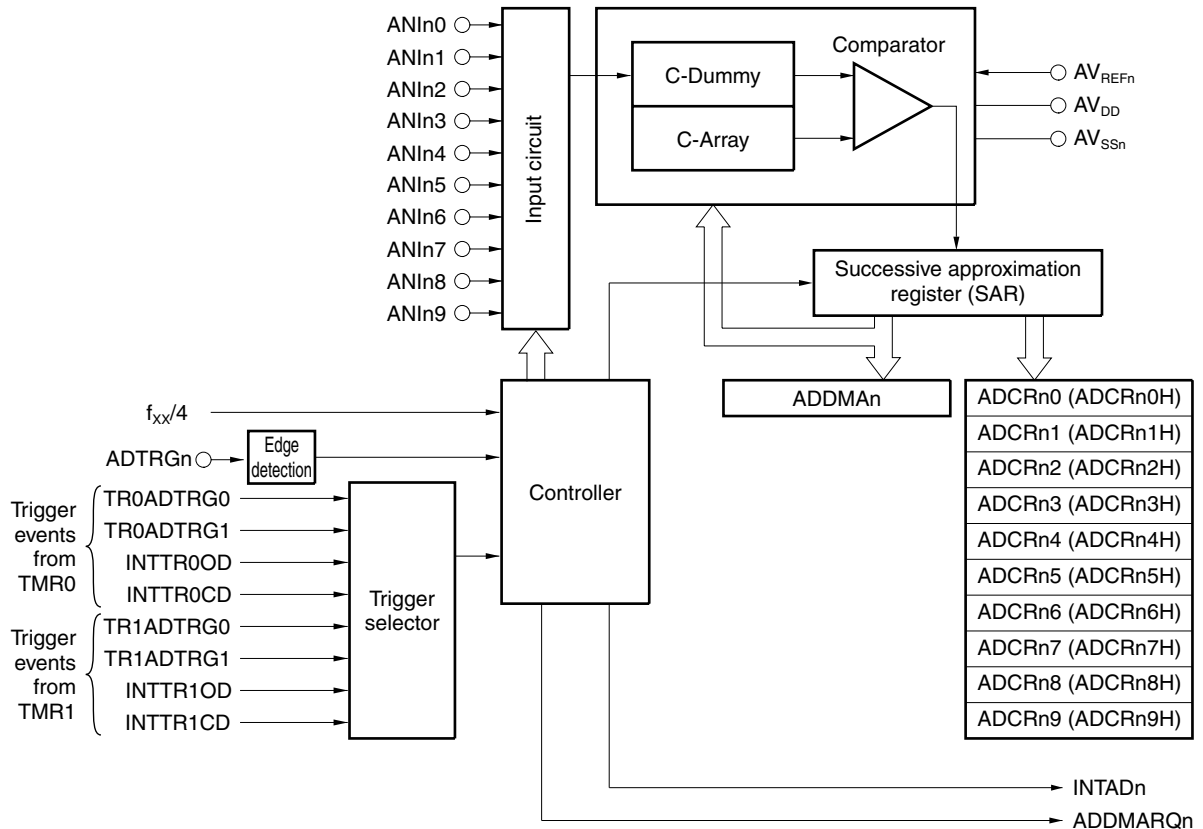 ANIn0
ANIn1
ANIn2
ANIn3
ANIn4
ANIn5
ANIn6
ANIn7
ANIn8
ANIn9
Input circuit
C-Dummy
C-Array
Comparator
AVREFn
AVDD
AVSSn
Successive approximation
register (SAR)
ADDMAn
ADCRn0 (ADCRn0H)
ADCRn1 (ADCRn1H)
ADCRn2 (ADCRn2H)
ADCRn3 (ADCRn3H)
ADCRn4 (ADCRn4H)
ADCRn5 (ADCRn5H)
ADCRn6 (ADCRn6H)
ADCRn7 (ADCRn7H)
ADCRn8 (ADCRn8H)
ADCRn9 (ADCRn9H)
fXX/4
ADTRGn
Edge
detection
Controller
Trigger
events
from
TMR0
TR0ADTRG0
TR0ADTRG1
INTTR0OD
INTTR0CD
Trigger
events
from
TMR1
TR1ADTRG0
TR1ADTRG1
INTTR1OD
INTTR1CD
Trigger
selector
INTADn
ADDMARQn